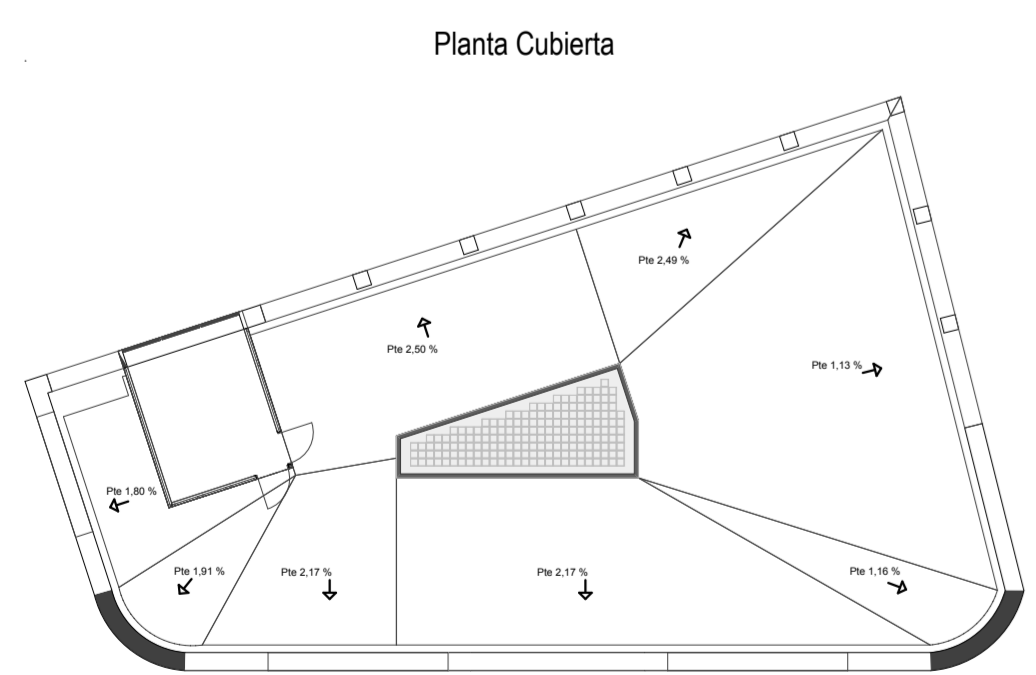 Planta Cubierta
Pte 2,49 %
Pte 2,50 %
Pte 1,13 %
Pte 1,80 %
Pte 1,91 %
Pte 2,17 %
Pte 2,17 %
Pte 1,16 %